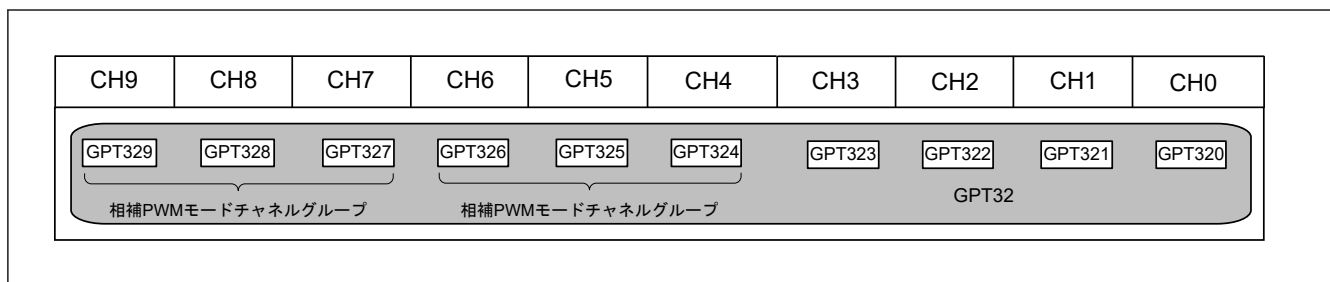 CH9 CH8 CH7 CH6 CH5 CH4 CH3 CH2 CH1 CH0
GPT329 GPT328 GPT327 GPT326 GPT325 GPT324 GPT323 GPT322 GPT321 GPT320
相補PWMモードチャネルグループ 相補PWMモードチャネルグループ GPT32